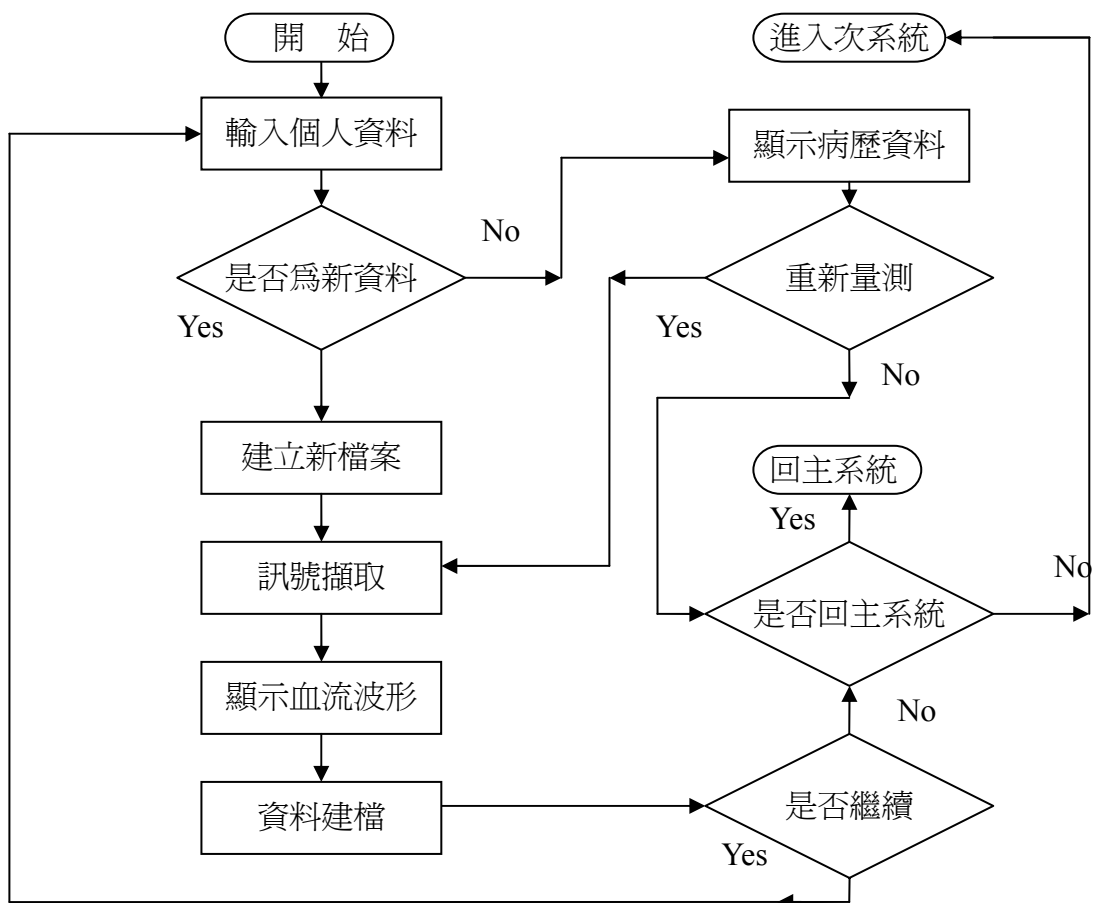 開 始
進入次系統
輸入個人資料
顯示病歷資料
No
是否為新資料
重新量測
Yes
Yes
No
建立新檔案
回主系統
Yes
訊號擷取
No
是否回主系統
顯示血流波形
No
資料建檔
是否繼續
Yes